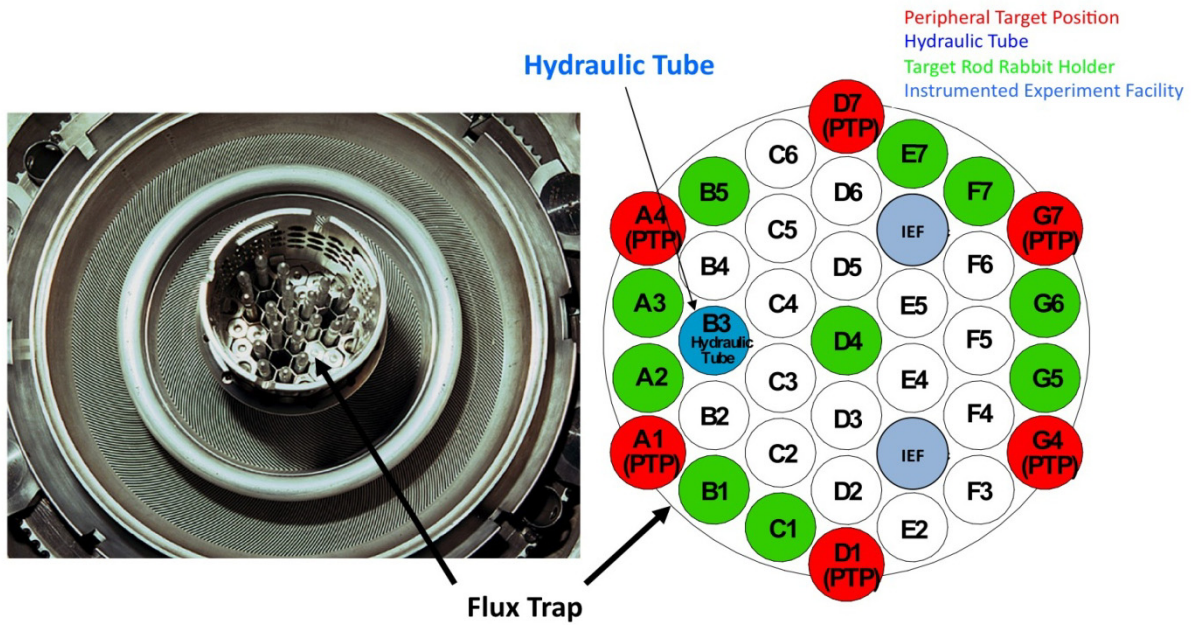 Peripheral Target Position
Hydraulic Tube
Target Rod Rabbit Holder
Instrumented Experiment Facility
Hydraulic Tube
D7
(PTP)
C6
E7
B5
D6
F7
A4
(PTP)
C5
IEF
G7
(PTP)
B4
D5
F6
A3
C4
E5
G6
B3
Hydraulic
Tube
D4
F5
A2
C3
E4
G5
B2
D3
F4
A1
(PTP)
C2
IEF
G4
(PTP)
B1
D2
F3
C1
E2
D1
(PTP)
Flux Trap